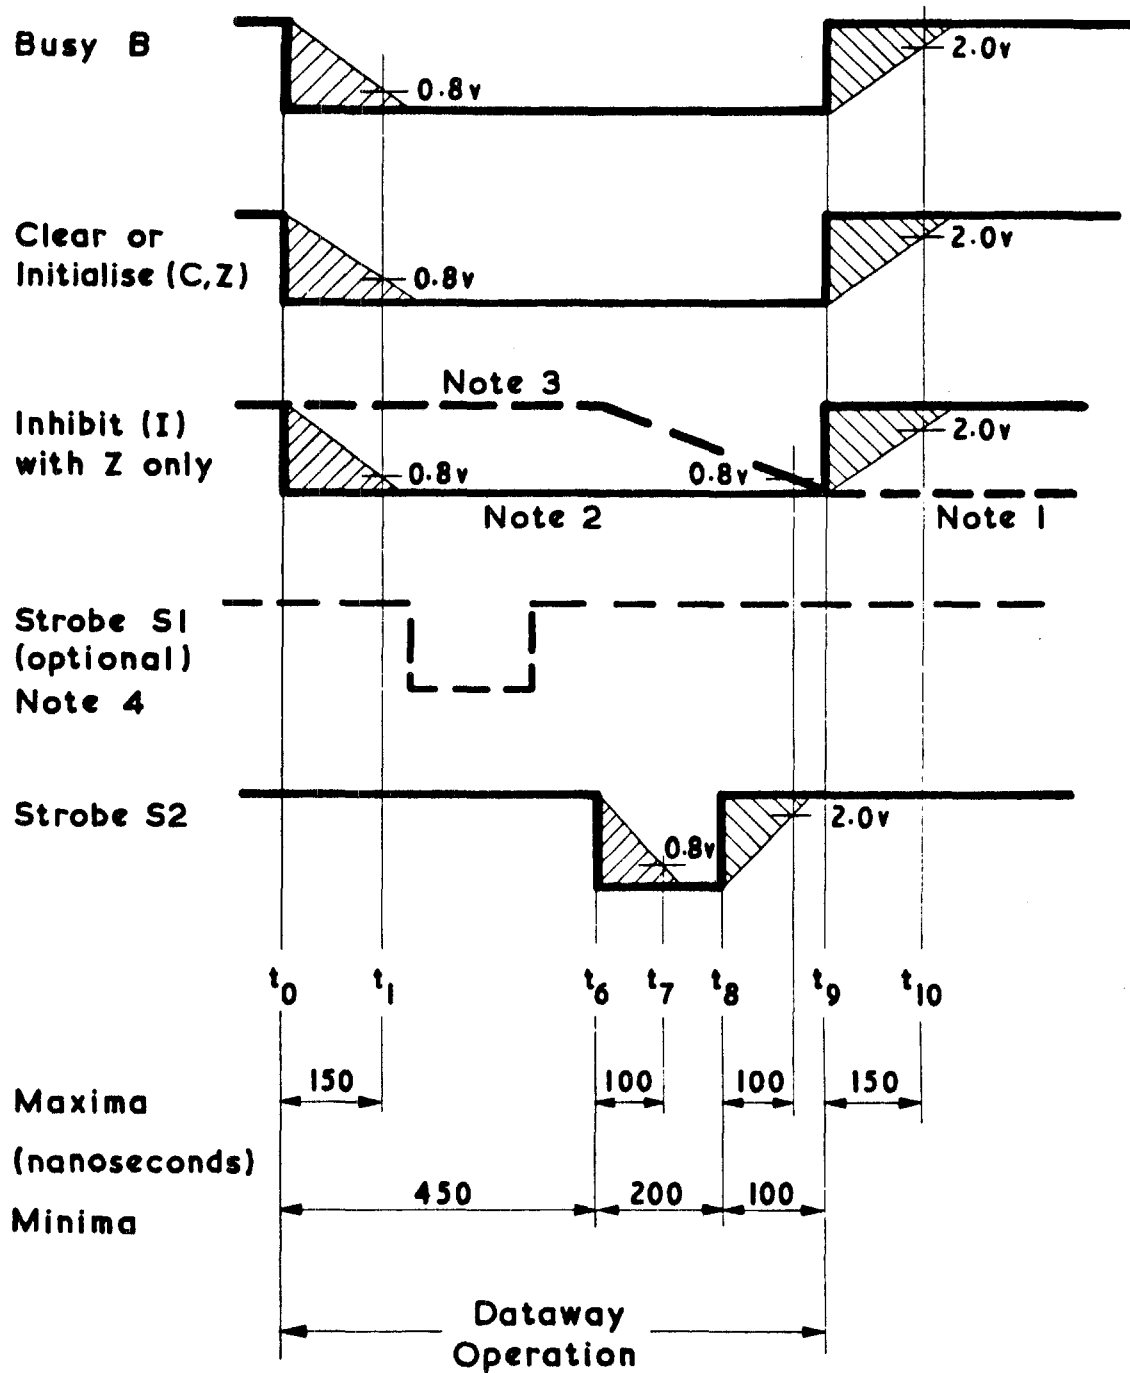 Busy B
0.8v
2.0v
Clear or
Initialise (C,Z)
0.8v
2.0v
Note 3
Inhibit (I)
with Z only
0.8v
0.8v
2.0v
Note 2
Note 1
Strobe S1
(optional)
Note 4
Strobe S2
0.8v
2.0v
t0 t1 t6 t7 t8 t9 t10
150 100 100 150
Maxima
(nanoseconds)
450 200 100
Minima
Dataway
Operation